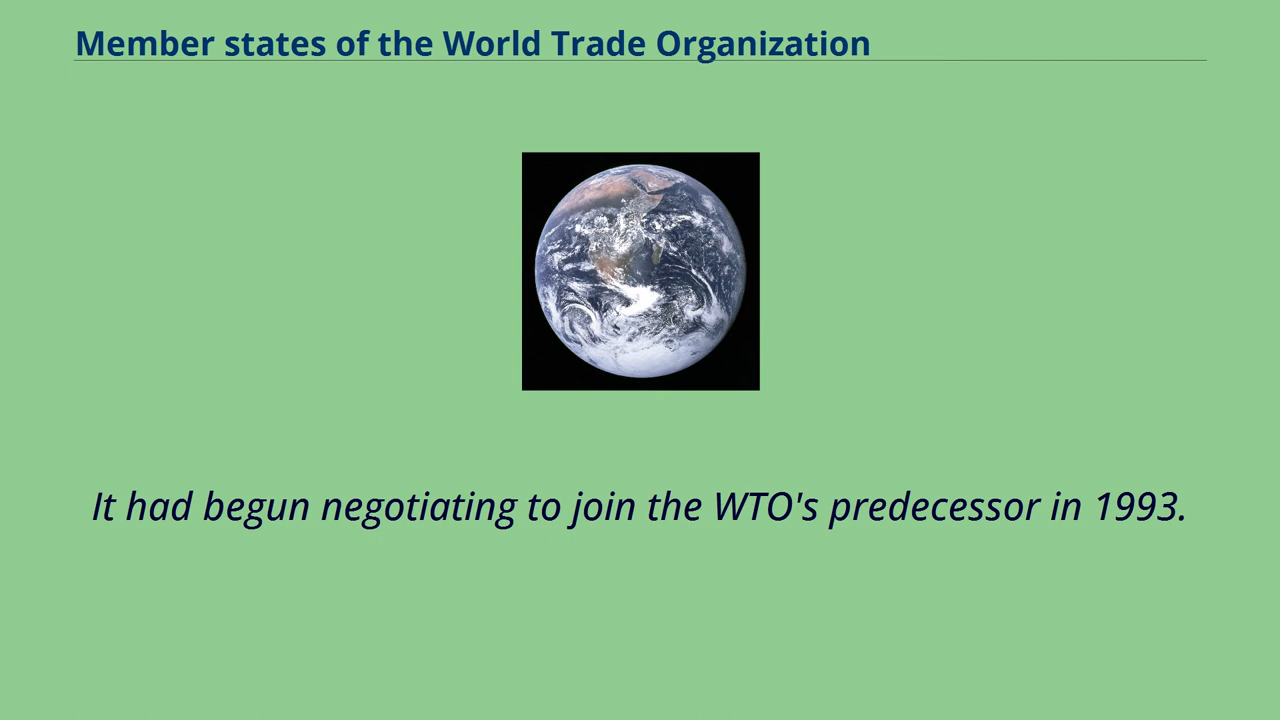 Member states of the World Trade Organization
It had begun negotiating to join the WTO's predecessor in 1993.